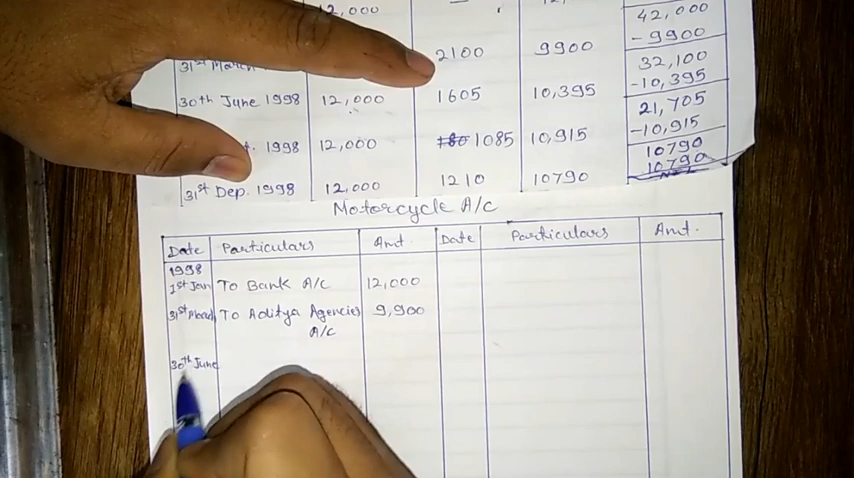 12,000
42,000
- 9900
31st March 2100 9900 32,100
-10,395
30th June 1998 12,000 1605 10,395 21,705
-10,915
1998 12,000 1085 10,915 10790
10790
31st Dep. 1998 12,000 1210 10790
Motorcycle A/C
Date Particulars Amt. Date Particulars Amt.
1998
1st Jan To Bank A/C 12,000
31st March To Aditya Agencies 9,900
A/C
30th June